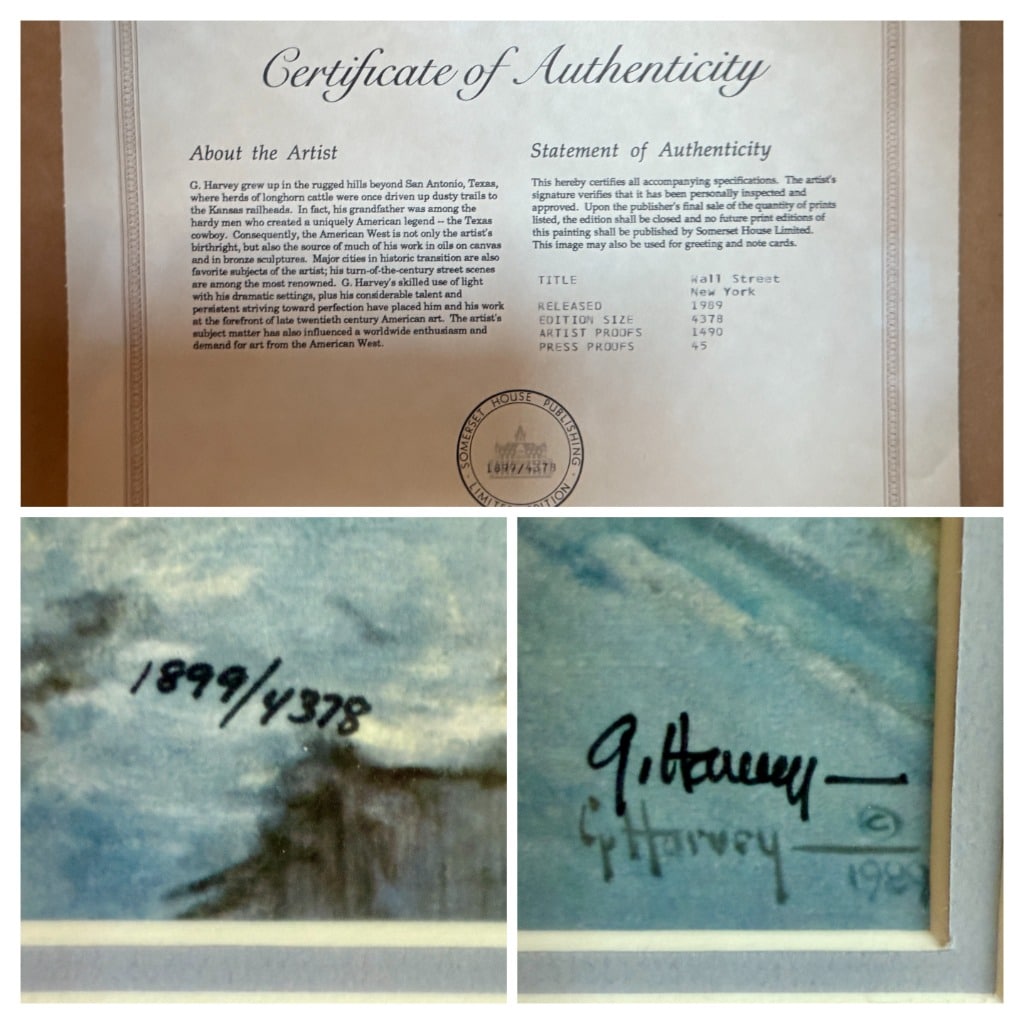 Certificate of Authenticity
About the Artist
G. Harvey grew up in the rugged hills beyond San Antonio, Texas,
where herds of longhorn cattle were once driven up dusty trails to
the Kansas railheads. In fact, his grandfather was among the
hardy men who created a uniquely American legend -- the Texas
cowboy. Consequently, the American West is not only the artist's
birthright, but also the source of much of his work in oils on canvas
and in bronze sculptures. Major cities in historic transition are also
favorite subjects of the artist; his turn-of-the-century street scenes
are among the most renowned. G. Harvey's skilled use of light
with his dramatic settings, plus his considerable talent and
persistent striving toward perfection have placed him and his work
at the forefront of late twentieth century American art. The artist's
subject matter has also influenced a worldwide enthusiasm and
demand for art from the American West.
Statement of Authenticity
This hereby certifies all accompanying specifications. The artist's
signature verifies that it has been personally inspected and
approved. Upon the publisher's final sale of the quantity of prints
listed, the edition shall be closed and no future print editions of
this painting shall be published by Somerset House Limited.
This image may also be used for greeting and note cards.
TITLE Wall Street
New York
RELEASED 1989
EDITION SIZE 4378
ARTIST PROOFS 1490
PRESS PROOFS 45
SOMERSET HOUSE PUBLISHING
1899/4378
LIMITED EDITION
1899/4378
G. Harvey
G Harvey ©